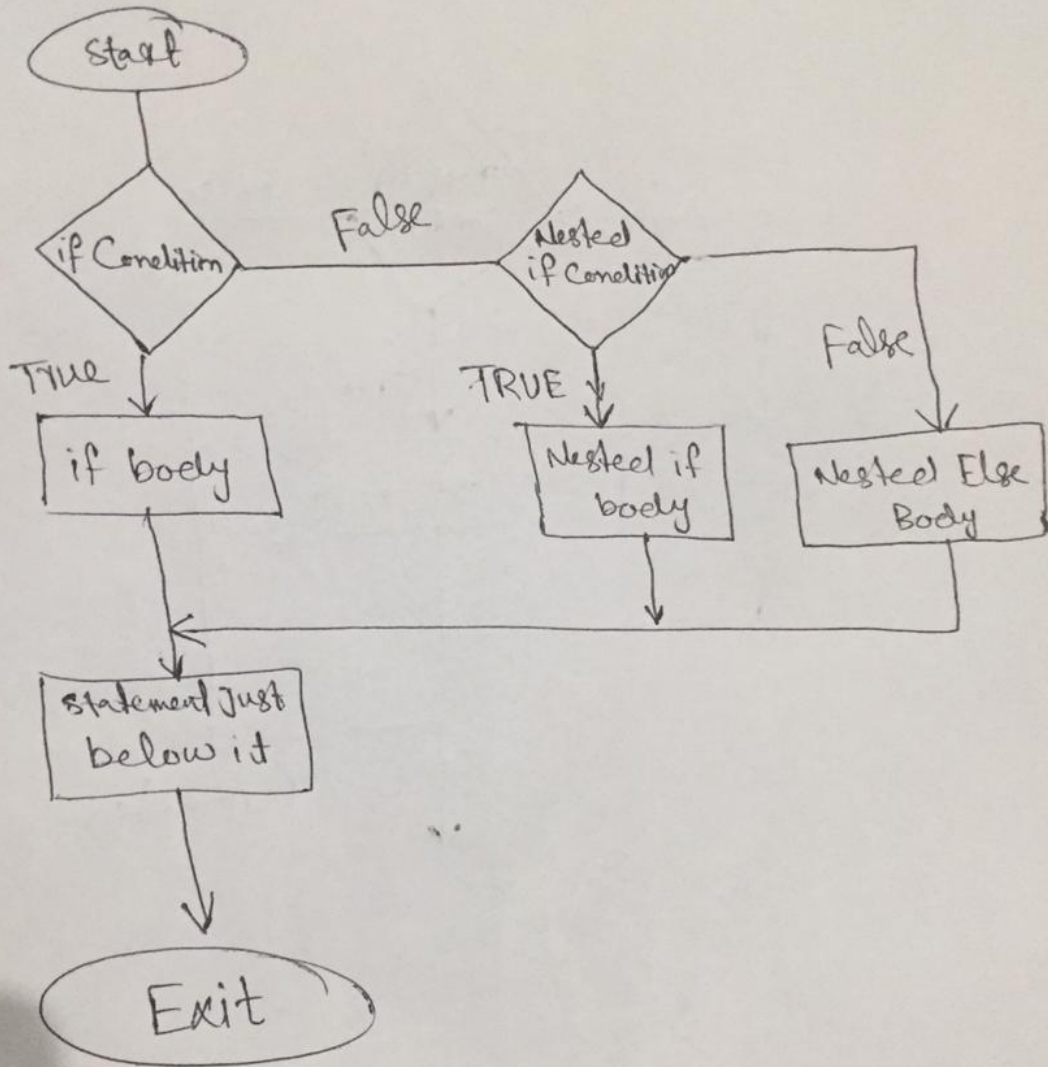 Start
if Condition
False
Nested
if Condition
True
TRUE
False
if body
Nested if
body
Nested Else
Body
statement Just
below it
Exit